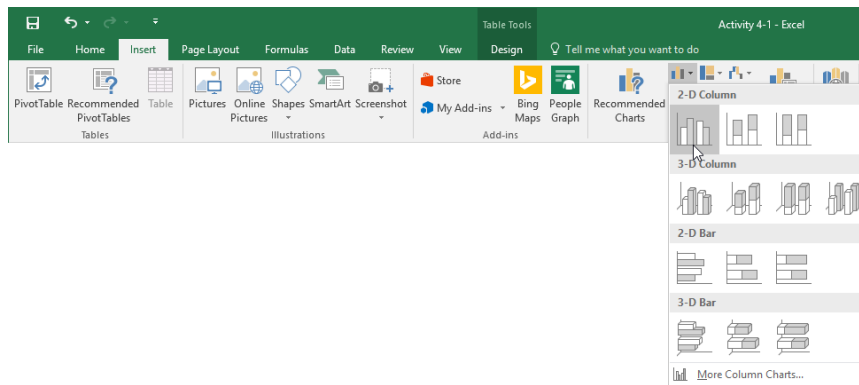 Table Tools
Activity 4-1 - Excel
File Home Insert Page Layout Formulas Data Review View Design Tell me what you want to do
PivotTable Recommended PivotTables Table
Pictures Online Pictures Shapes SmartArt Screenshot
Store
My Add-ins
Bing Maps People Graph
Recommended Charts
Tables Illustrations Add-ins
2-D Column
3-D Column
2-D Bar
3-D Bar
More Column Charts...